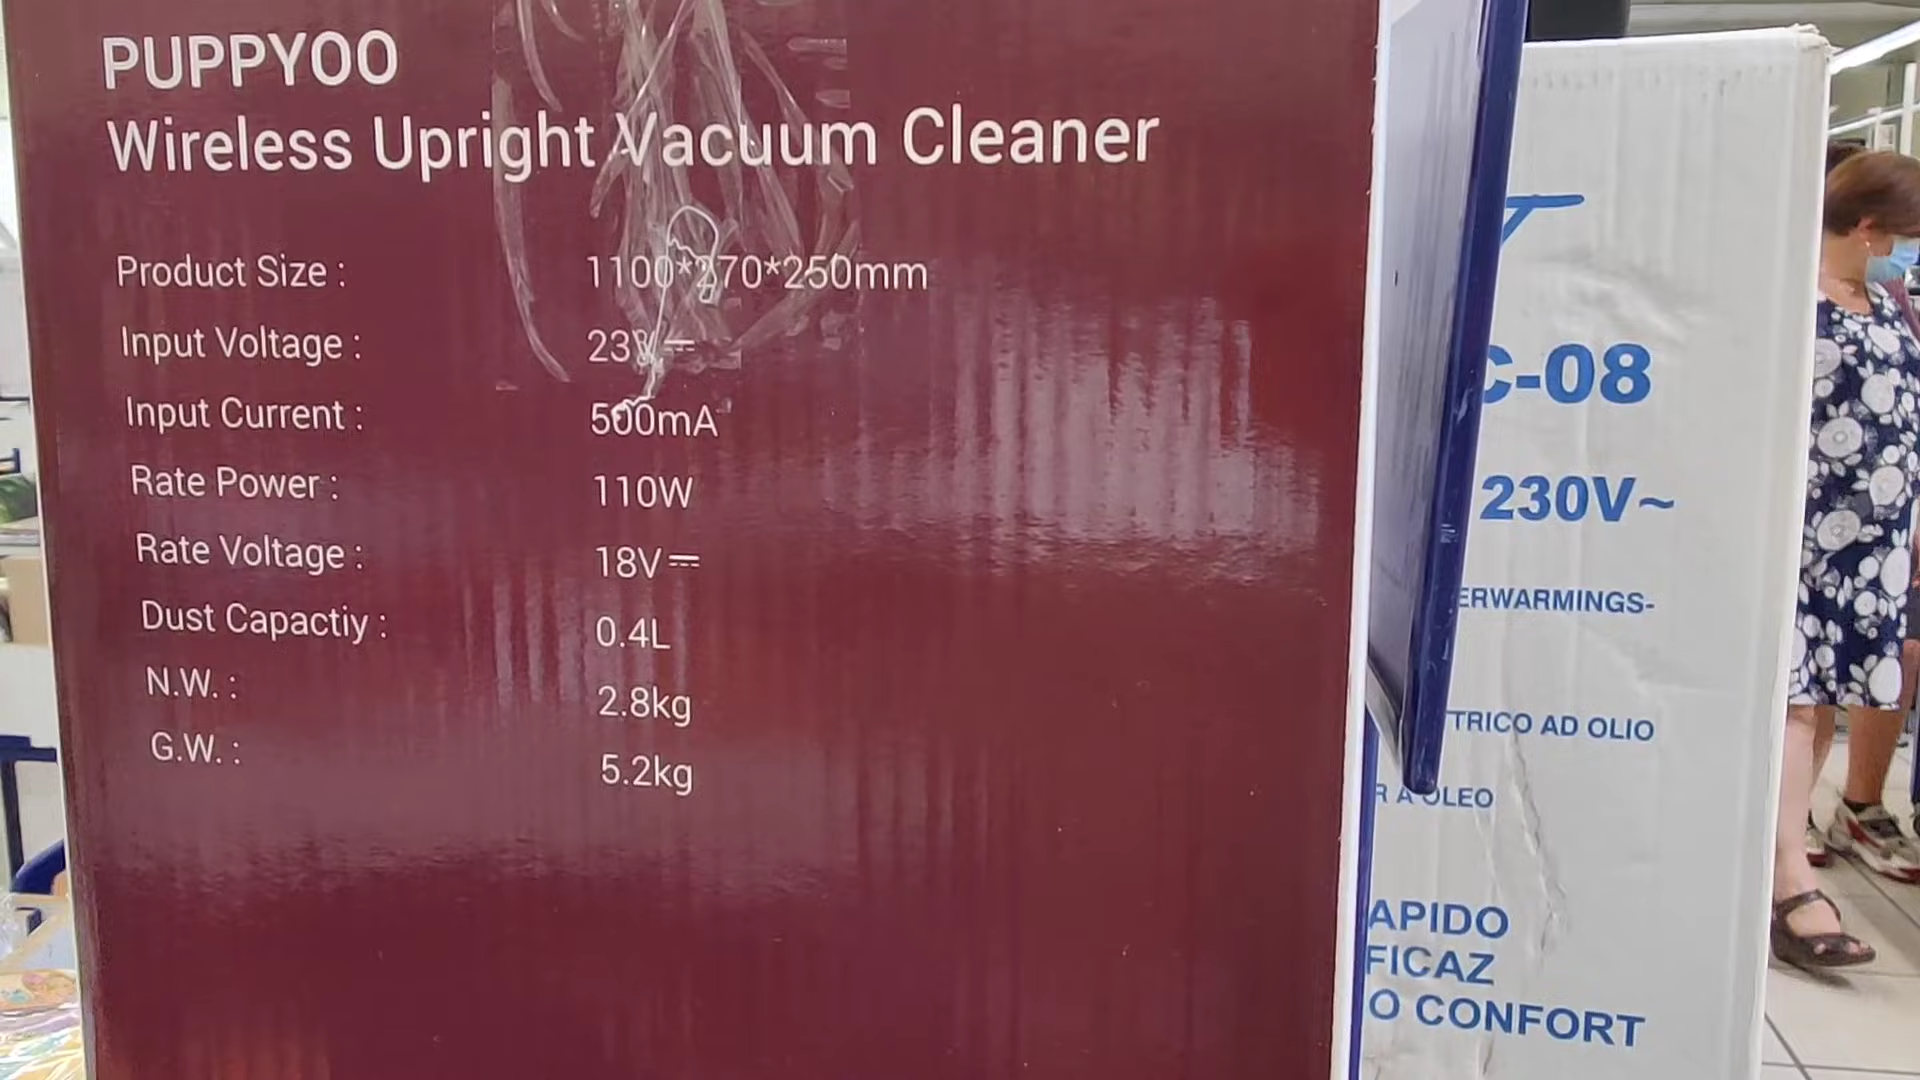 PUPPYOO
Wireless Upright Vacuum Cleaner
Product Size : 1100*270*250mm
Input Voltage : 23V⎓
Input Current : 500mA
Rate Power : 110W
Rate Voltage : 18V⎓
Dust Capactiy : 0.4L
N.W. : 2.8kg
G.W. : 5.2kg
C-08
230V~
ERWARMINGS-
TRICO AD OLIO
R A OLEO
APIDO
FICAZ
O CONFORT